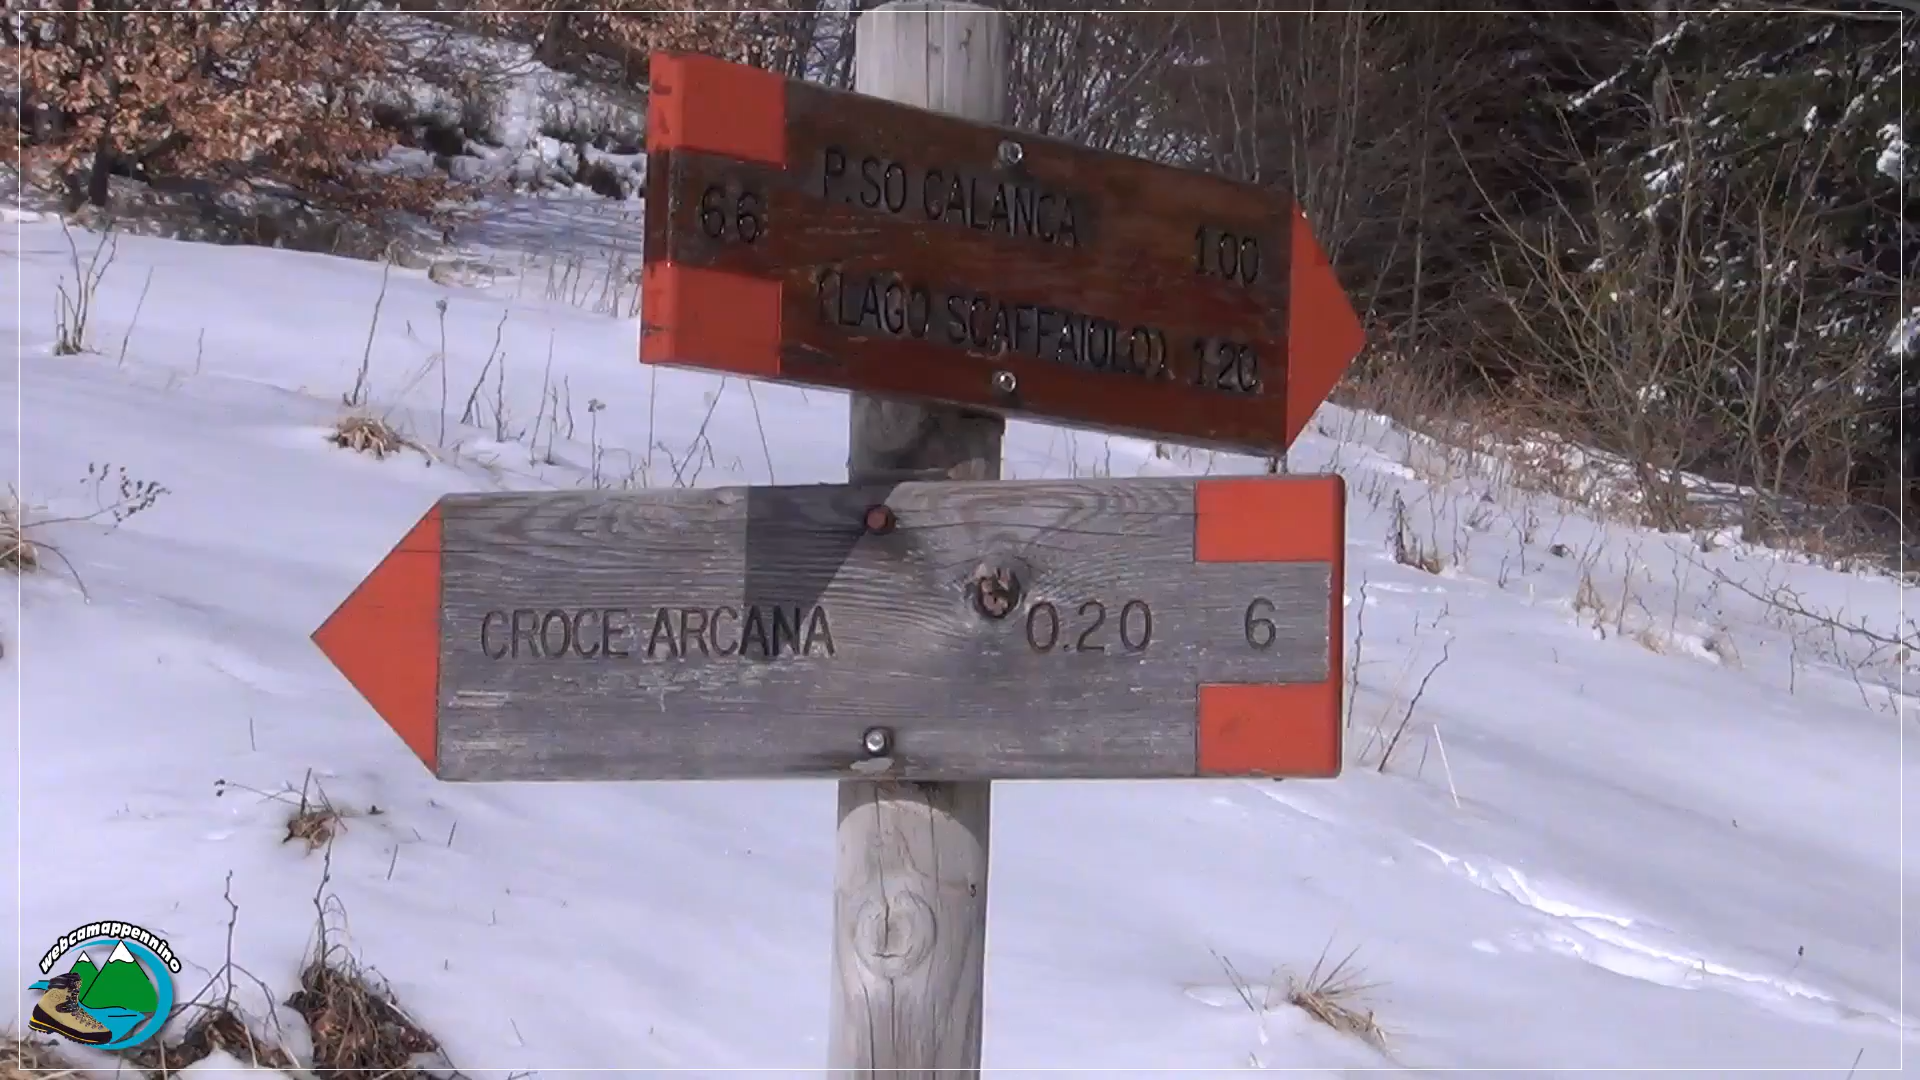 66 P.SO CALANCA 1.00
(LAGO SCAFFAIOLO) 1.20
CROCE ARCANA 0.20 6
webcamappennino